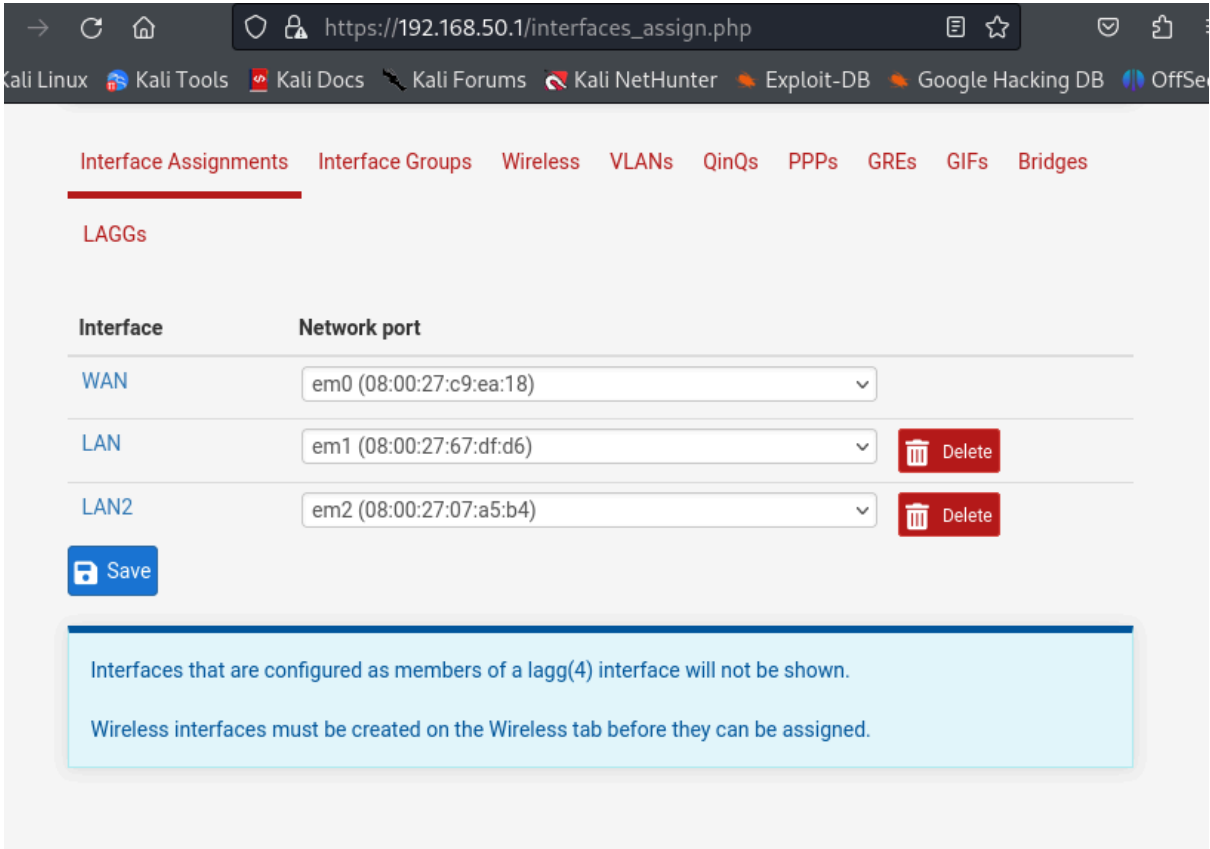 https://192.168.50.1/interfaces_assign.php
Kali Linux Kali Tools Kali Docs Kali Forums Kali NetHunter Exploit-DB Google Hacking DB OffSec
Interface Assignments Interface Groups Wireless VLANs QinQs PPPs GREs GIFs Bridges
LAGGs
Interface Network port
WAN em0 (08:00:27:c9:ea:18)
LAN em1 (08:00:27:67:df:d6) Delete
LAN2 em2 (08:00:27:07:a5:b4) Delete
Save
Interfaces that are configured as members of a lagg(4) interface will not be shown.
Wireless interfaces must be created on the Wireless tab before they can be assigned.